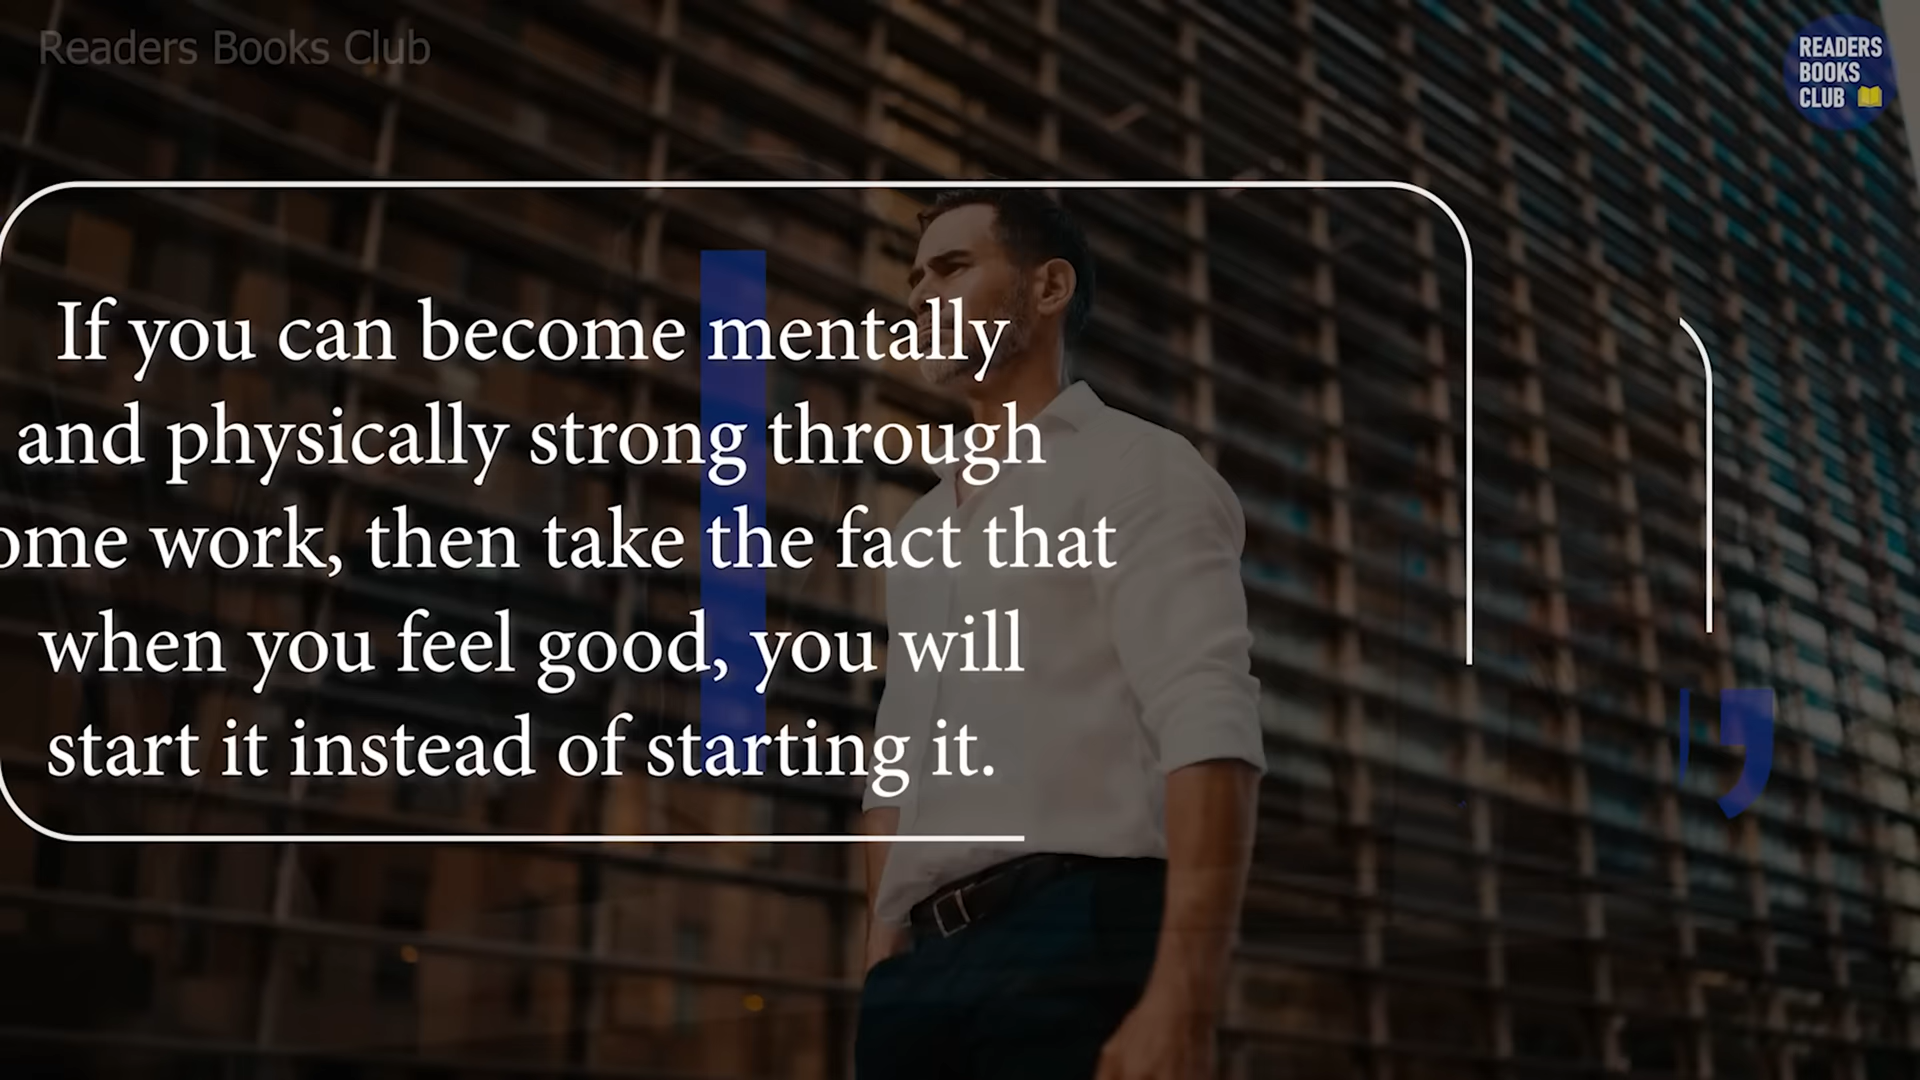 Readers Books Club
READERS
BOOKS
CLUB
If you can become mentally
and physically strong through
ome work, then take the fact that
when you feel good, you will
start it instead of starting it.